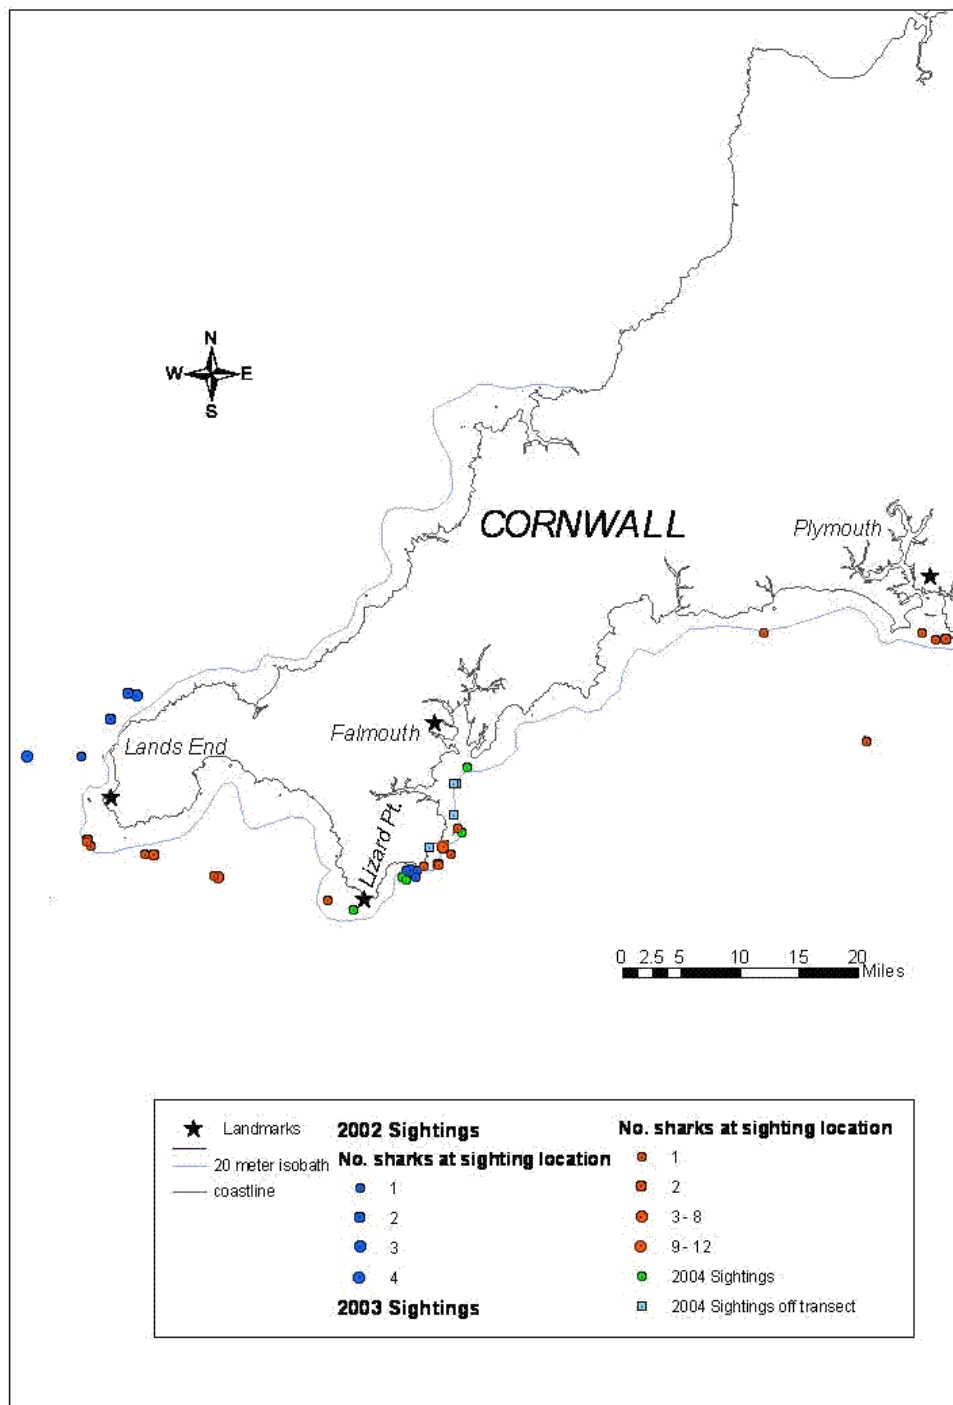 N
W E
S
CORNWALL
Plymouth
Falmouth
Lands End
Lizard Pt.
0 2.5 5 10 15 20
Miles
Landmarks
20 meter isobath
coastline
2002 Sightings
No. sharks at sighting location
1
2
3
4
2003 Sightings
No. sharks at sighting location
1
2
3 - 8
9 - 12
2004 Sightings
2004 Sightings off transect